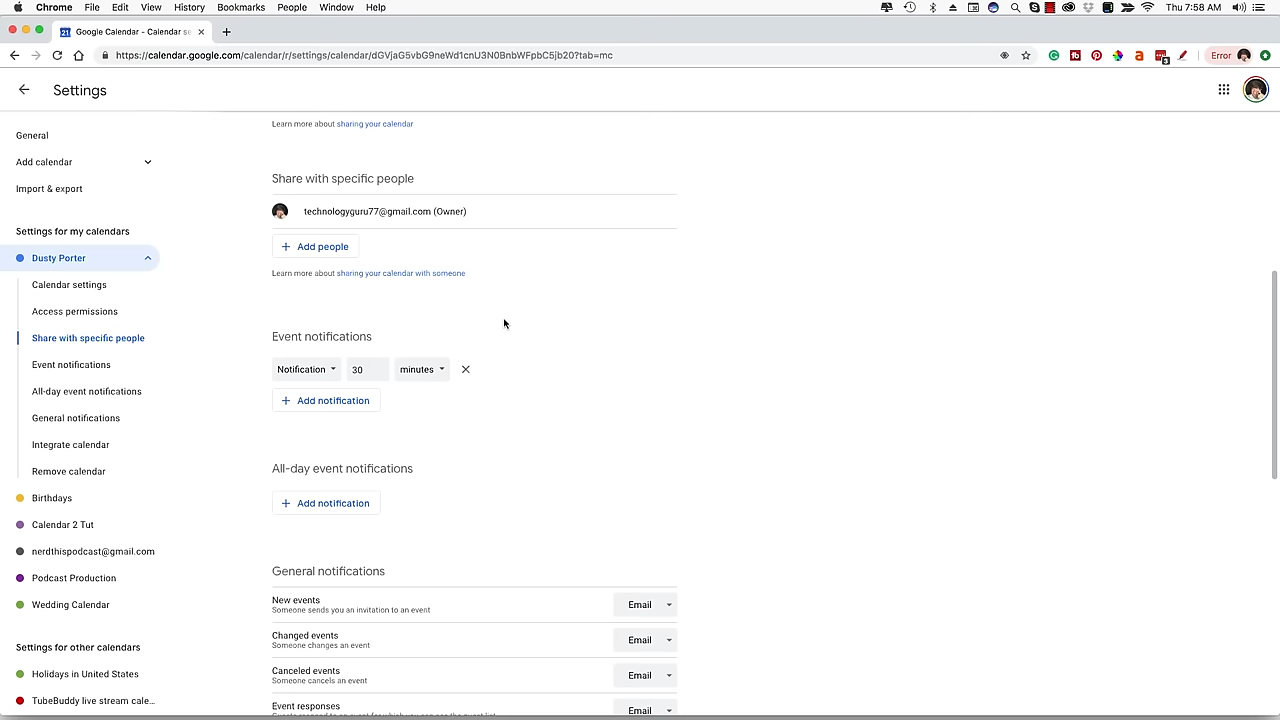 Chrome File Edit View History Bookmarks People Window Help Thu 7:58 AM
21 Google Calendar - Calendar se
https://calendar.google.com/calendar/r/settings/calendar/dGVjaG5vbG9neWd1cnU3N0BnbWFpbC5jb20?tab=mc 3 Error
Settings
General
Add calendar
Import & export
Settings for my calendars
Dusty Porter
Calendar settings
Access permissions
Share with specific people
Event notifications
All-day event notifications
General notifications
Integrate calendar
Remove calendar
Birthdays
Calendar 2 Tut
nerdthispodcast@gmail.com
Podcast Production
Wedding Calendar
Settings for other calendars
Holidays in United States
TubeBuddy live stream cale...
Learn more about sharing your calendar
Share with specific people
technologyguru77@gmail.com (Owner)
+ Add people
Learn more about sharing your calendar with someone
Event notifications
Notification 30 minutes
+ Add notification
All-day event notifications
+ Add notification
General notifications
New events
Someone sends you an invitation to an event
Email
Changed events
Someone changes an event
Email
Canceled events
Someone cancels an event
Email
Event responses
Email